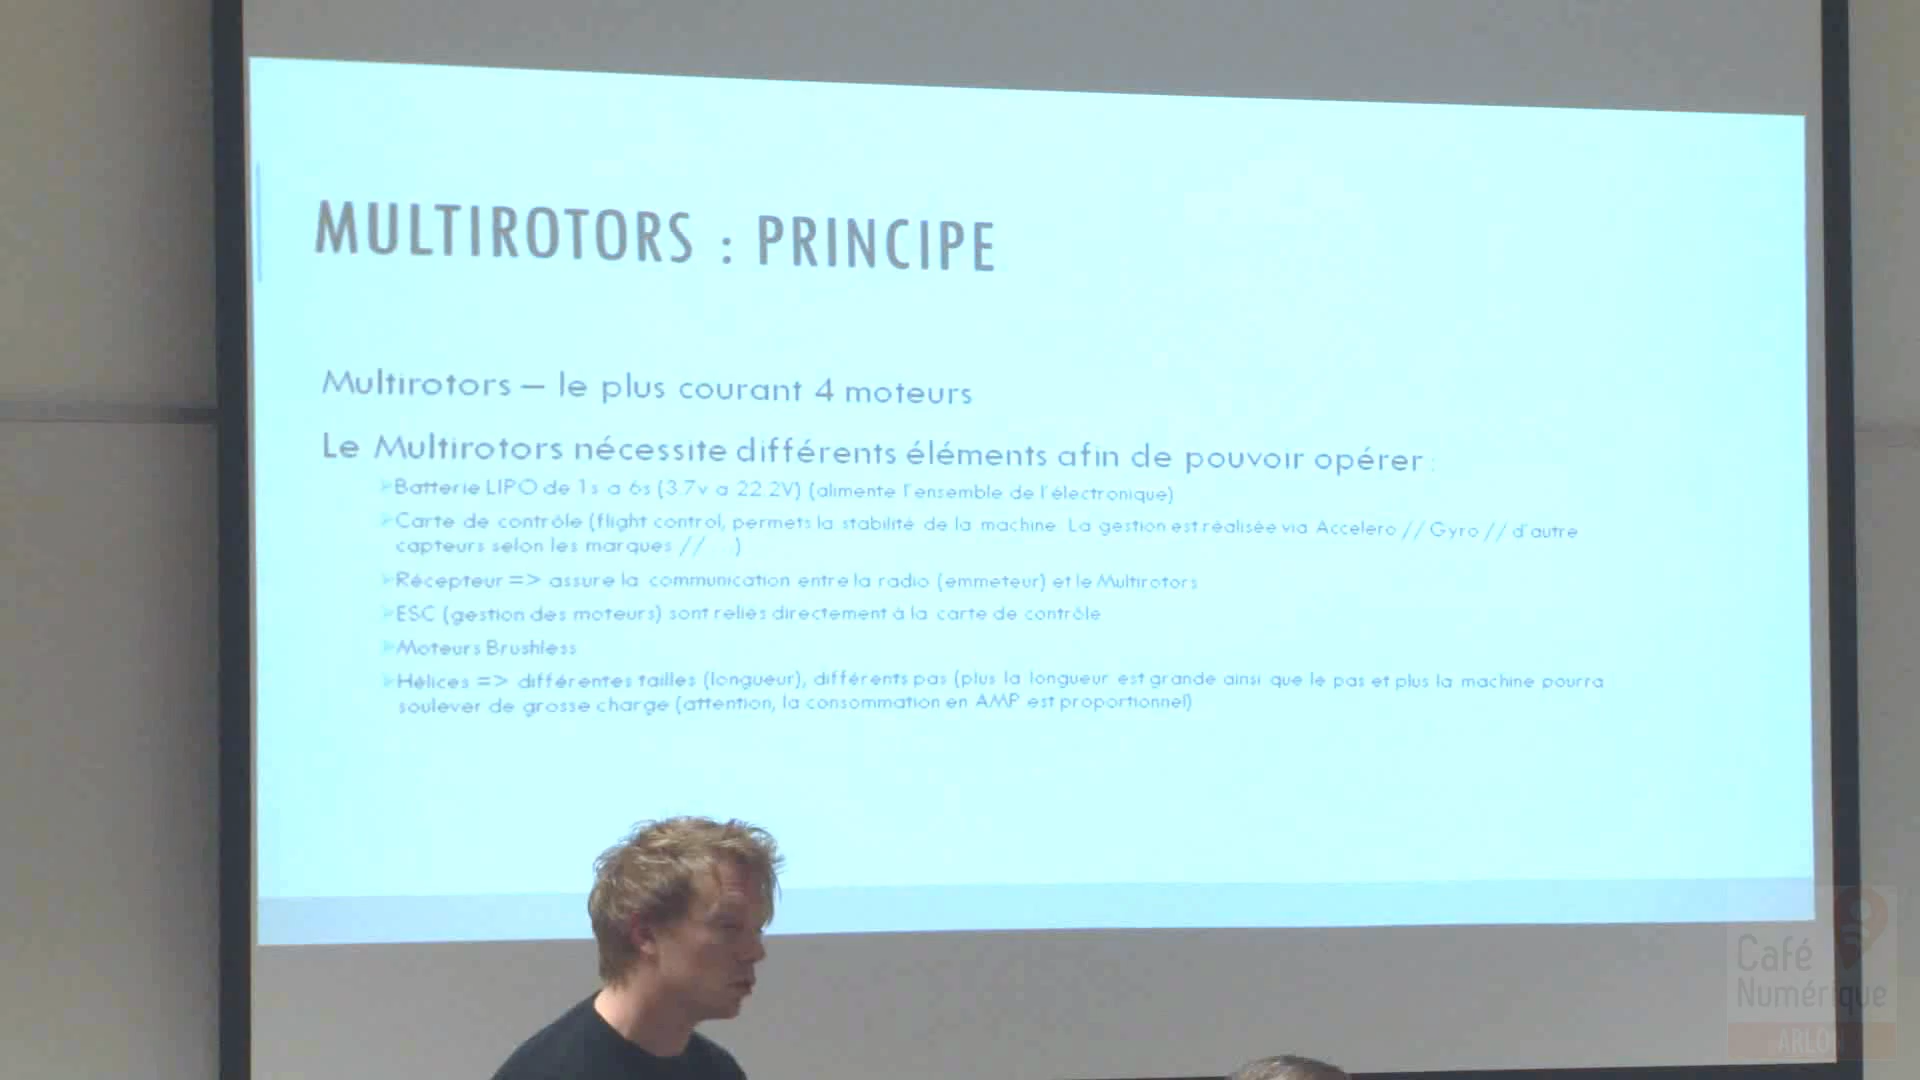 MULTIROTORS : PRINCIPE
Multirotors – le plus courant 4 moteurs
Le Multirotors nécessite différents éléments afin de pouvoir opérer :
Batterie LIPO de 1s a 6s (3.7v a 22.2V) (alimente l'ensemble de l'électronique)
Carte de contrôle (flight control, permets la stabilité de la machine. La gestion est réalisée via Accelero // Gyro // d'autre
capteurs selon les marques // ...)
Récepteur => assure la communication entre la radio (emmeteur) et le Multirotors
ESC (gestion des moteurs) sont reliés directement à la carte de contrôle
Moteurs Brushless
Hélices => différentes tailles (longueur), différents pas (plus la longueur est grande ainsi que le pas et plus la machine pourra
soulever de grosse charge (attention, la consommation en AMP est proportionnel)
Café
Numérique
ARLON